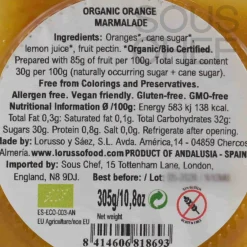 SOUS
CHEF
ORGANIC ORANGE
MARMALADE
Ingredients: Oranges*, cane sugar*,
lemon juice*, fruit pectin. *Organic/Bio Certified.
Prepared with 85g of fruit per 100g. Total sugar content
30g per 100g (naturally occurring sugar + cane sugar).
Free from Colorings and Preservatives.
Allergen free. Vegan friendly. Gluten-free. GMO-free
Nutritional Information Ø /100g: Energy 583 kj 138 kcal.
Total Fat 0,3g: Saturated Fat 0,1g. Total Carbohydrates 32g:
Sugars 30g. Protein 0,8g. Salt 0,0g. Refrigerate after opening.
Made in Spain by: Lorusso y Sáez, S.L. Avda. América, 14 - 04859 Chercos
Almería. www.lorussofood.com PRODUCT OF ANDALUSIA - SPAIN
Imported by: Sous Chef, 15 Tottenham Lane, London,
England, N8 9DJ.
305g/10,8oz
ES-ECO-003-AN
EU Agriculture/no EU
8 414606 818693